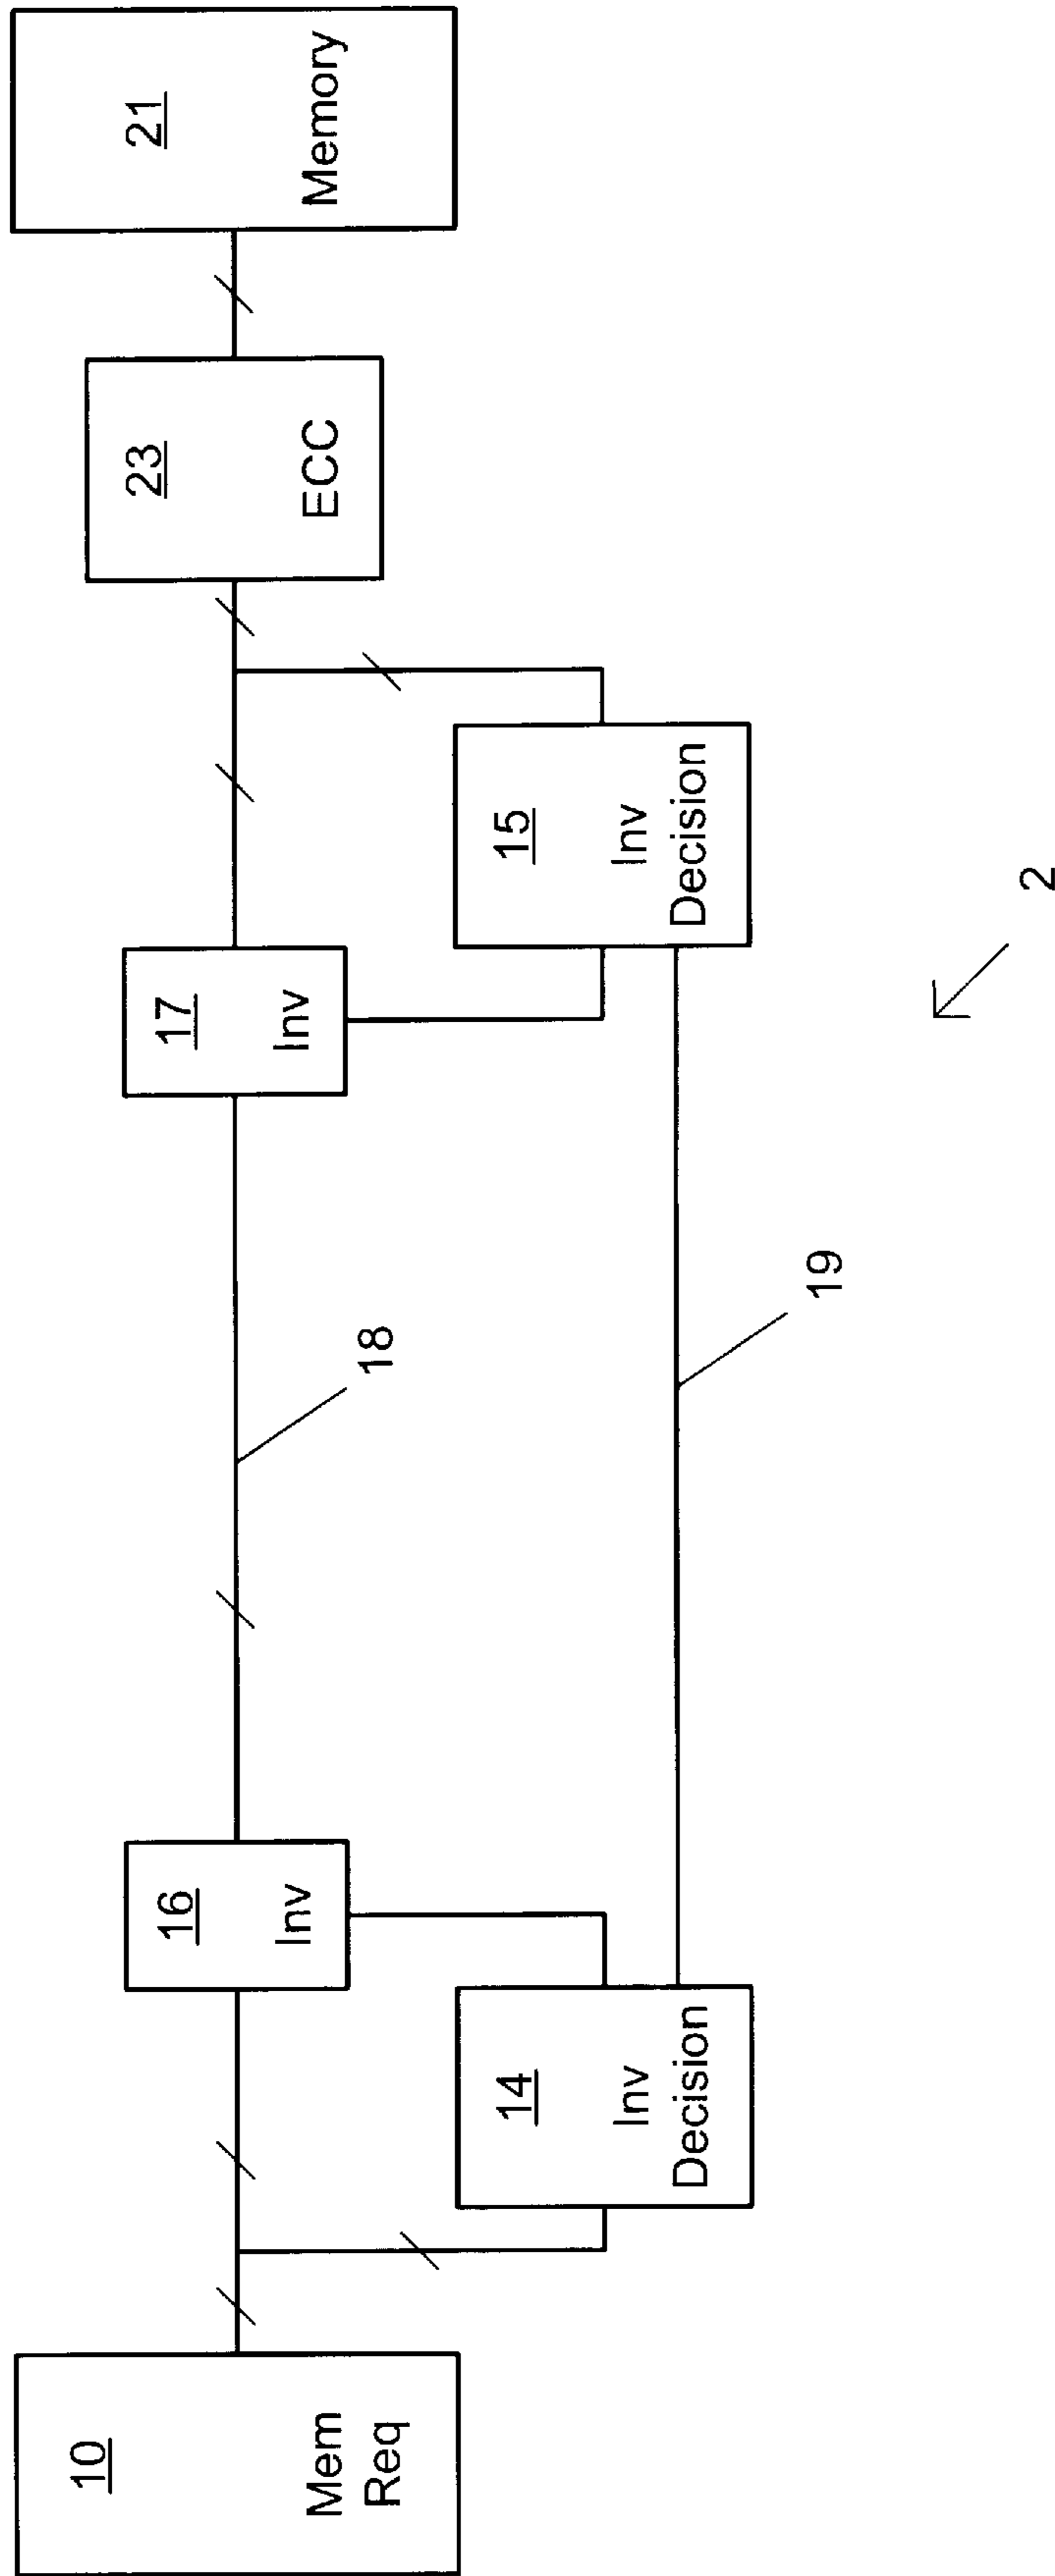 10
Mem
Req
16
Inv
14
Inv
Decision
18
19
17
Inv
15
Inv
Decision
23
ECC
21
Memory
2